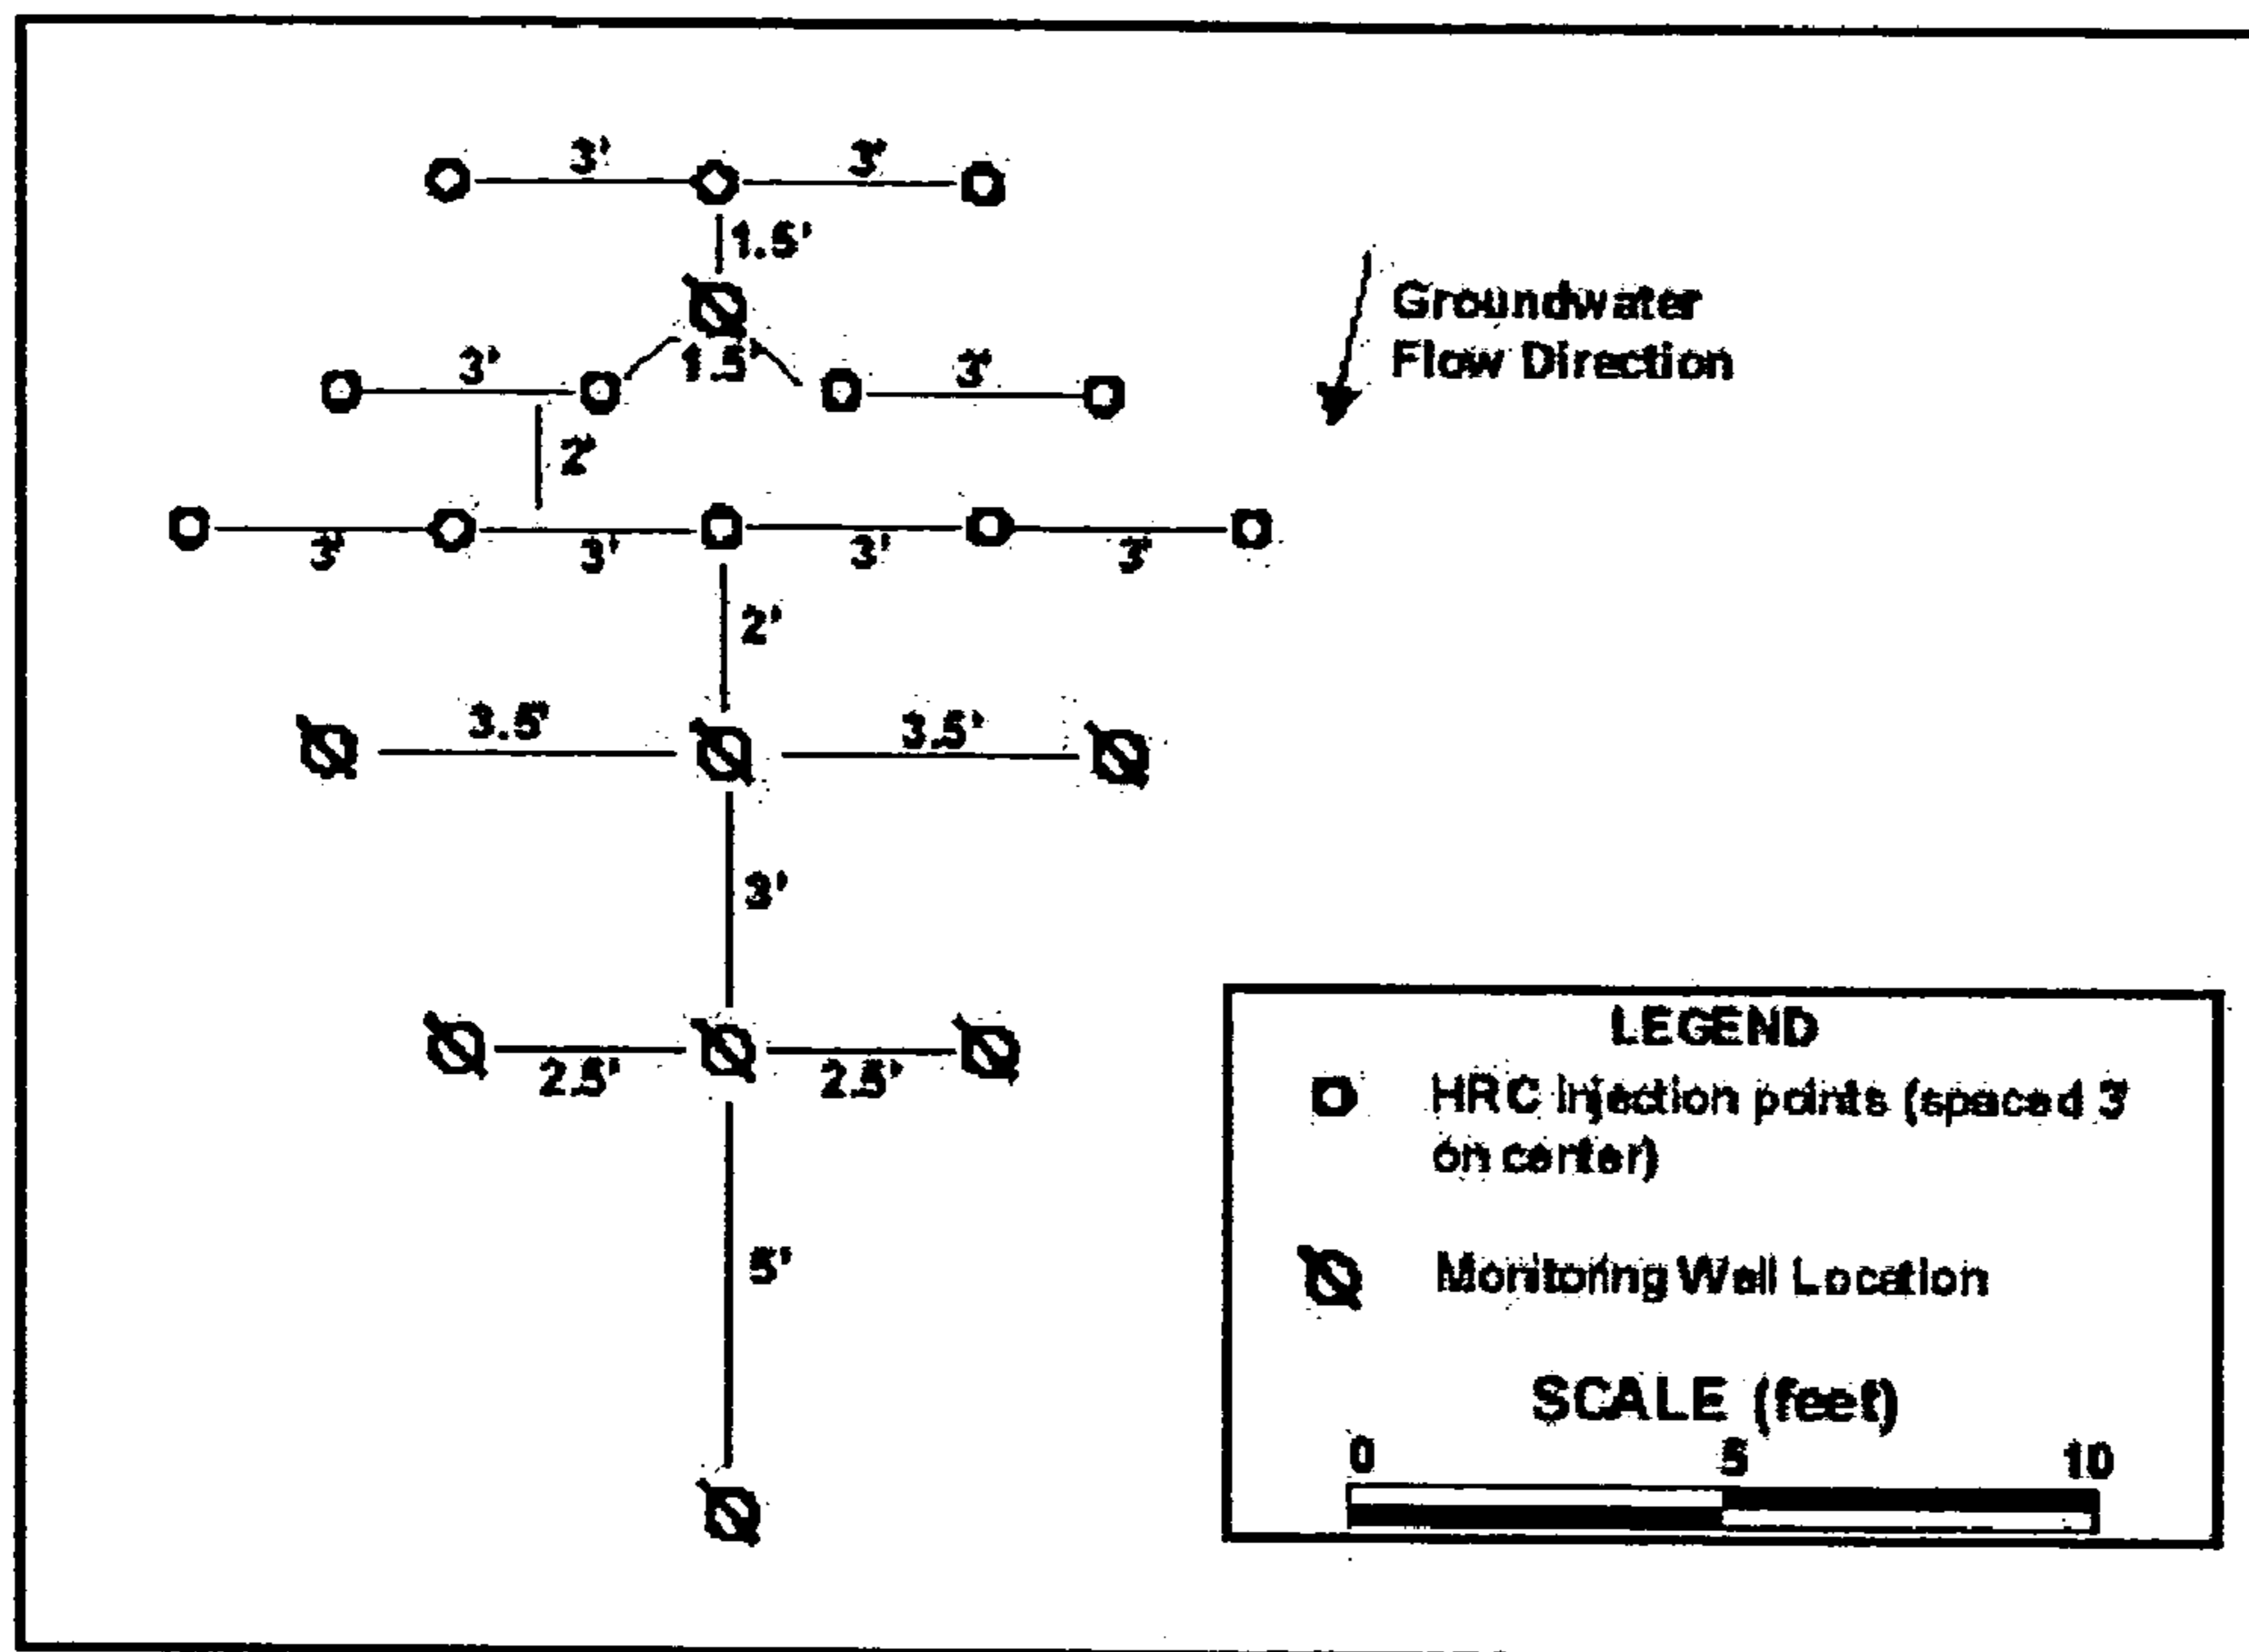 3' 3'
1.5'
Groundwater
Flow Direction
3' 1.5' 3'
2'
3' 3' 3' 3'
2'
3.5' 3.5'
3'
2.5' 2.5'
5'
LEGEND
HRC Injection points (spaced 3'
on center)
Monitoring Well Location
SCALE (feet)
0 5 10